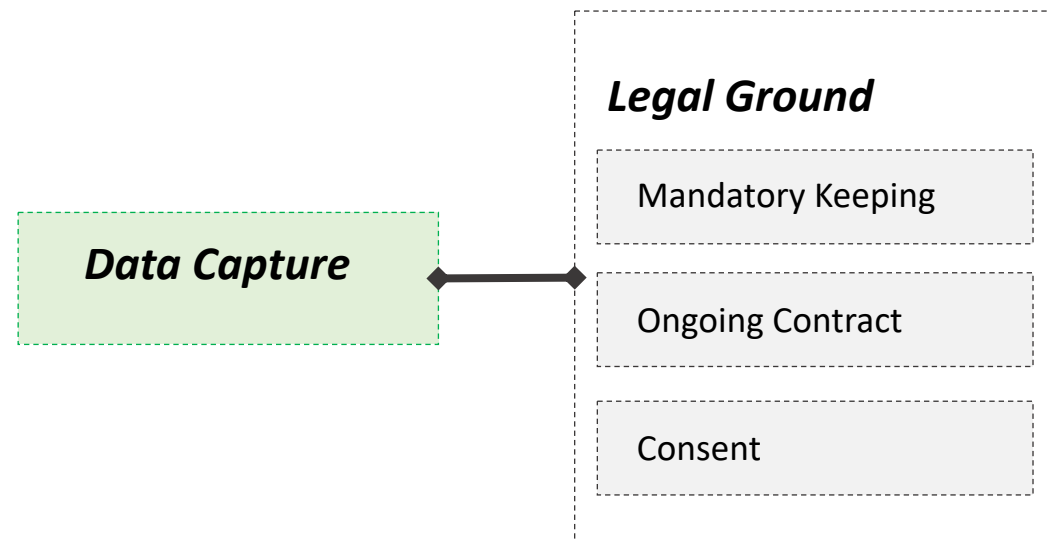 Legal Ground
Mandatory Keeping
Data Capture
Ongoing Contract
Consent